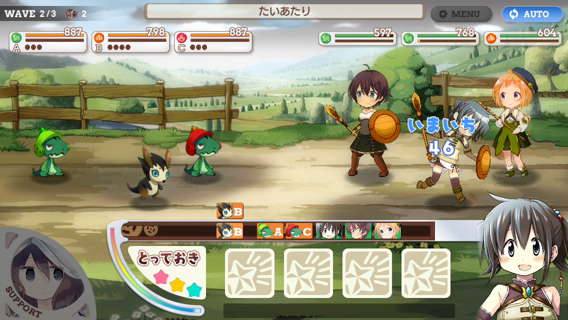 WAVE 2/3 2
たいあたり
MENU
AUTO
887 798 887
A B C
597 768 604
いまいち
46
B
B A C
とっておき
SUPPORT